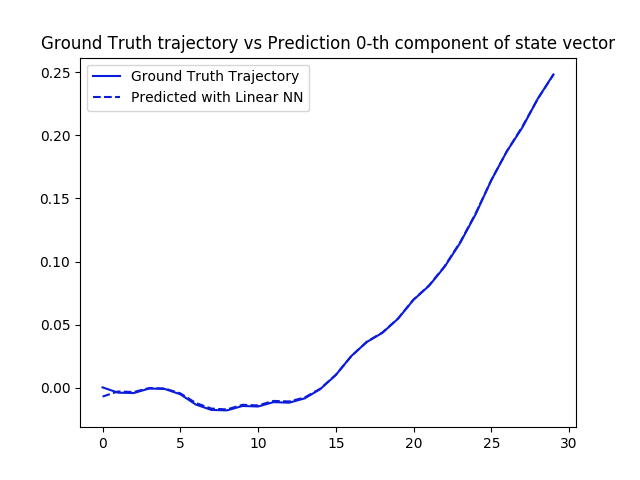 Ground Truth trajectory vs Prediction 0-th component of state vector
Ground Truth Trajectory
Predicted with Linear NN
0.25
0.20
0.15
0.10
0.05
0.00
0 5 10 15 20 25 30